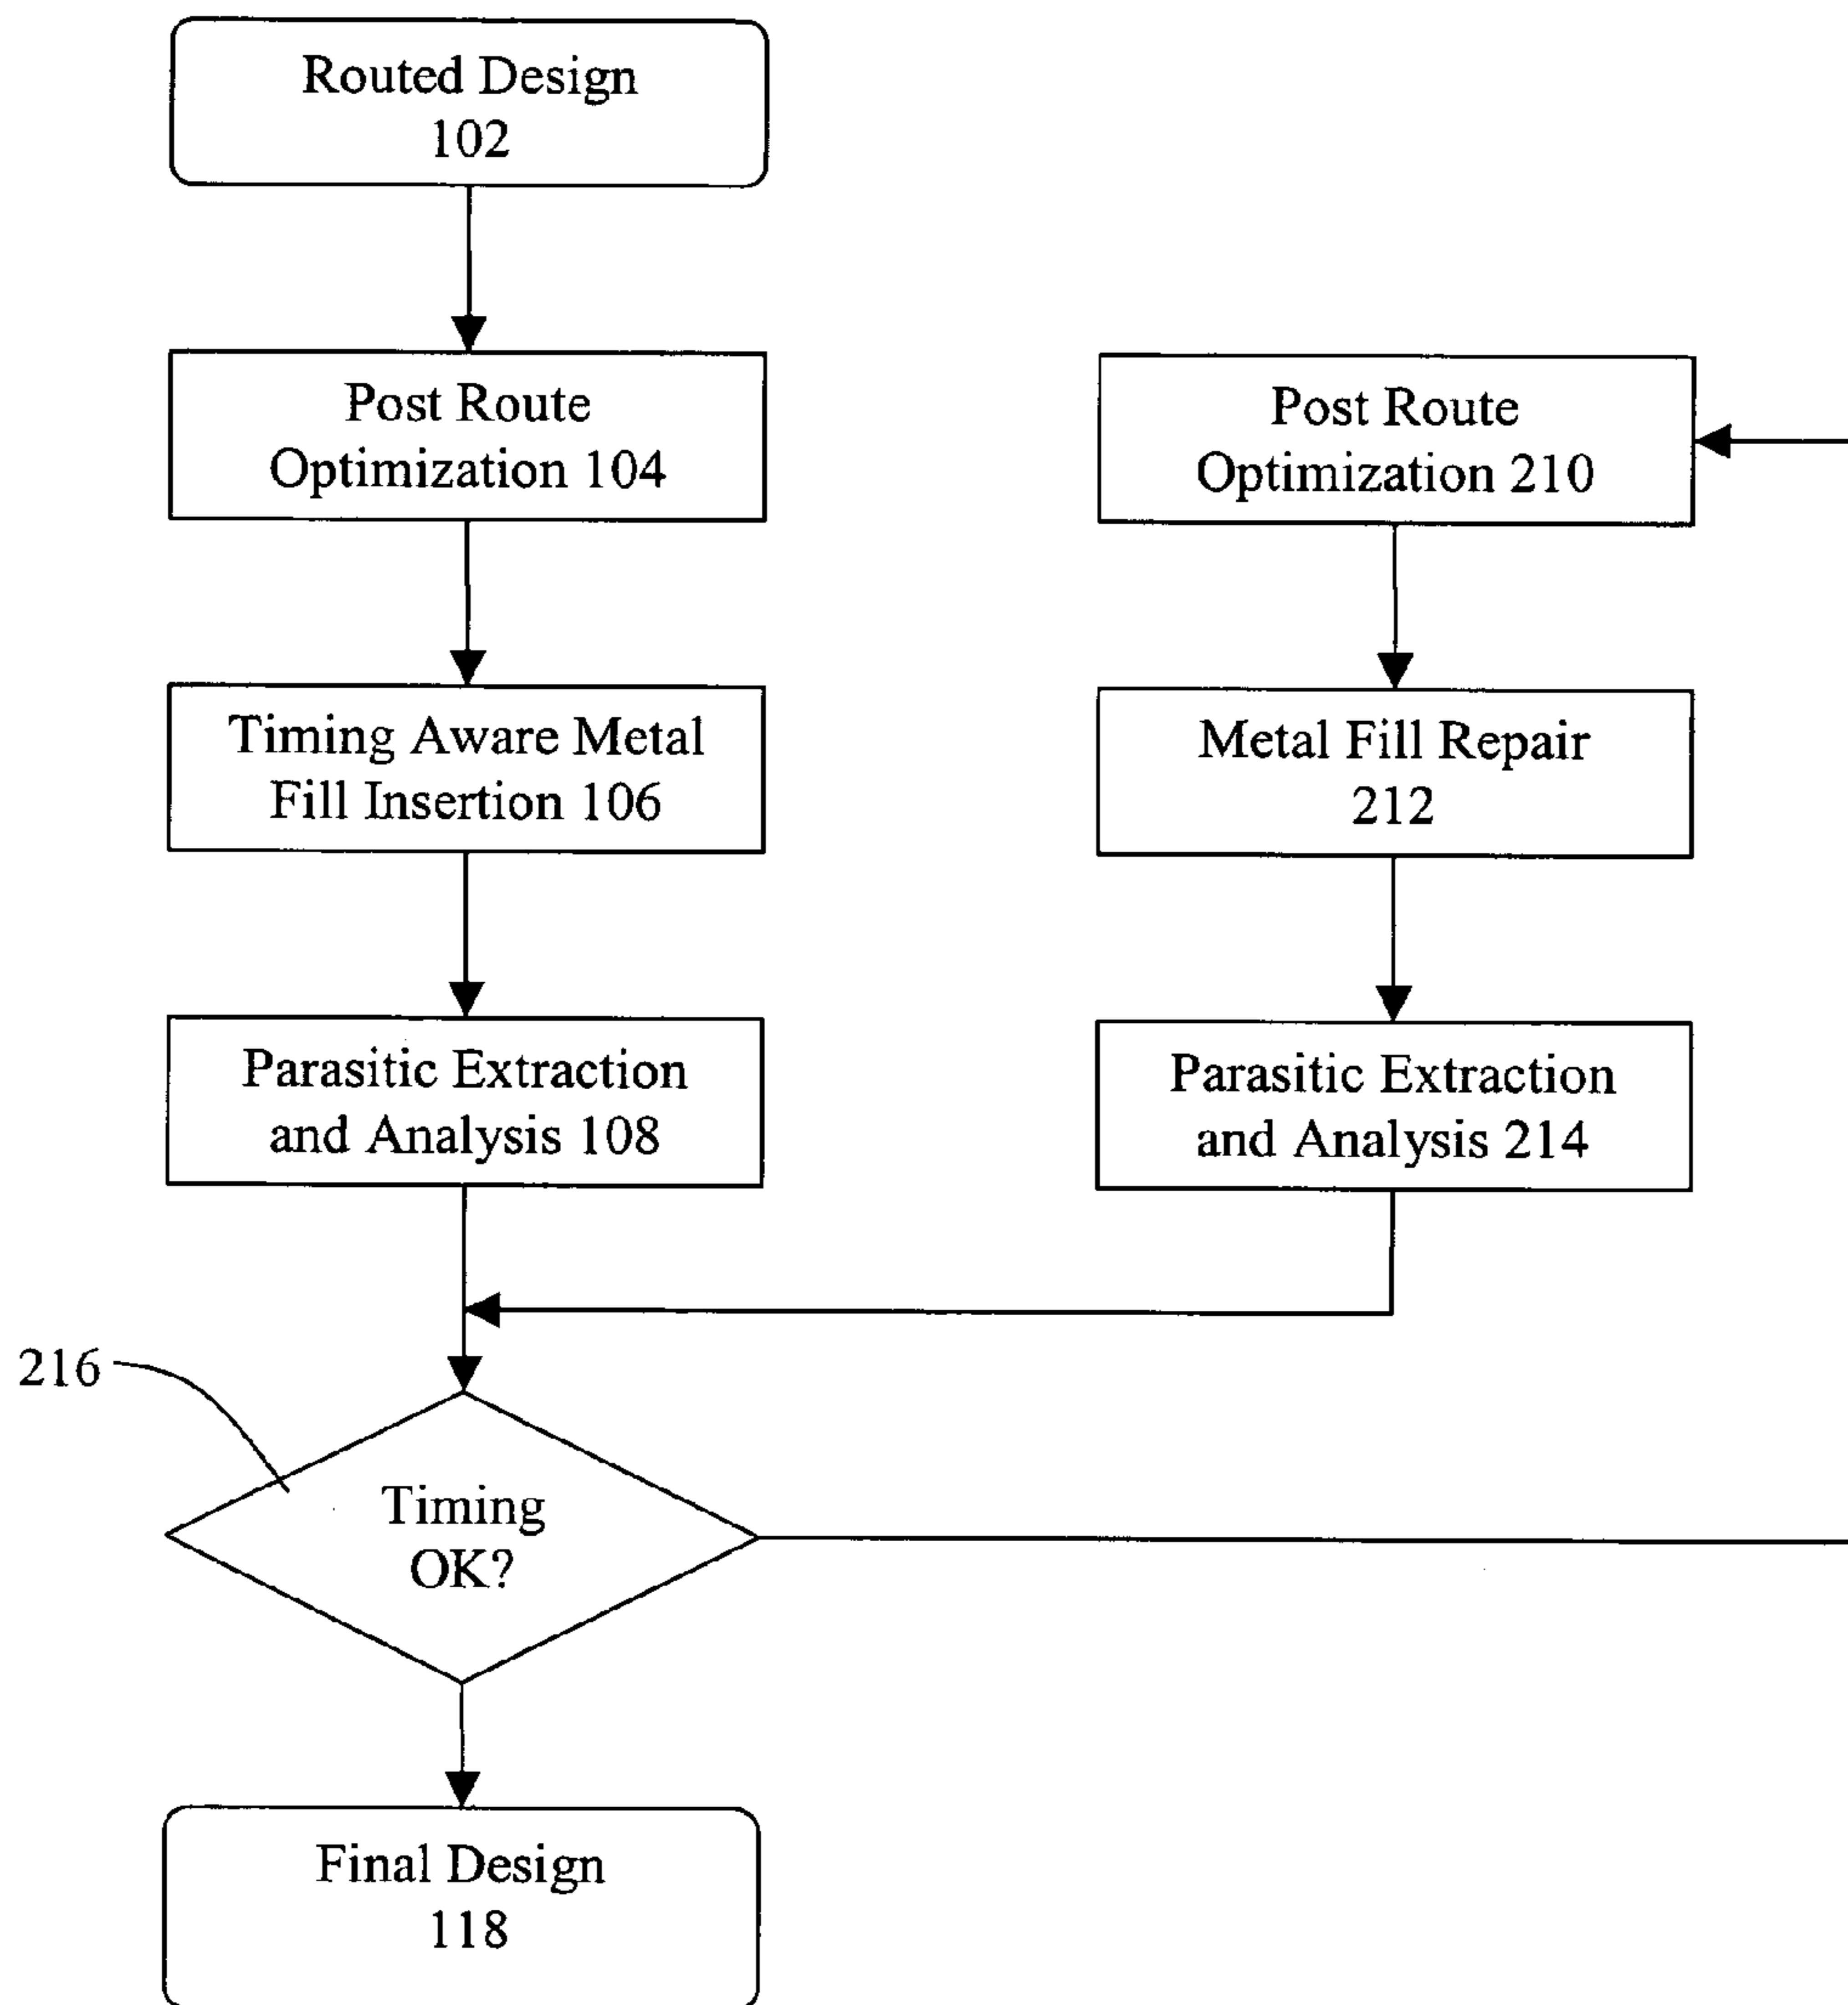 Routed Design
102
Post Route
Optimization 104
Timing Aware Metal
Fill Insertion 106
Parasitic Extraction
and Analysis 108
Post Route
Optimization 210
Metal Fill Repair
212
Parasitic Extraction
and Analysis 214
216
Timing
OK?
Final Design
118